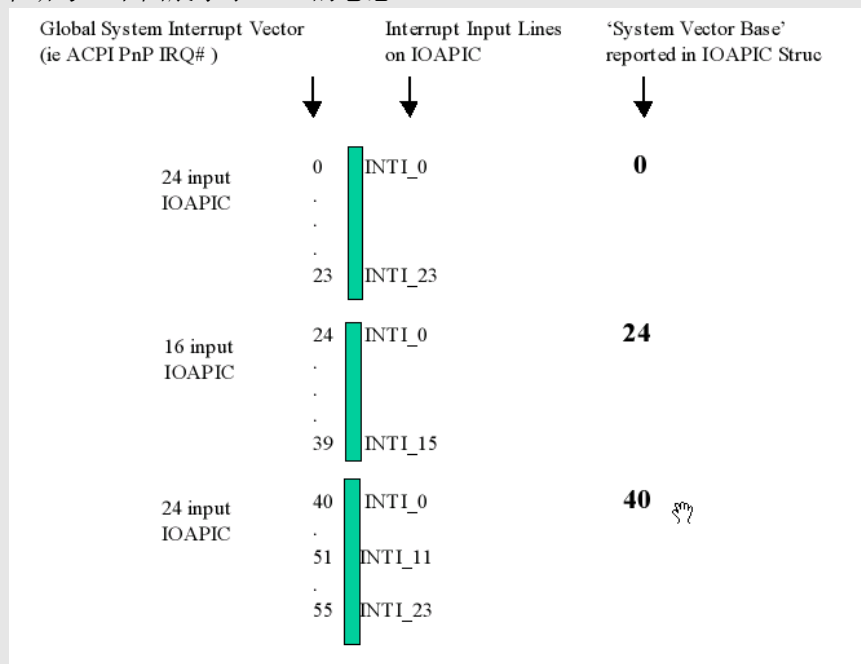 Global System Interrupt Vector
(ie ACPI PnP IRQ# )
Interrupt Input Lines
on IOAPIC
‘System Vector Base’
reported in IOAPIC Struc
24 input
IOAPIC
0
INTI_0
0
.
.
.
23
INTI_23
16 input
IOAPIC
24
INTI_0
24
.
.
.
39
INTI_15
24 input
IOAPIC
40
INTI_0
40
.
51
INTI_11
.
55
INTI_23